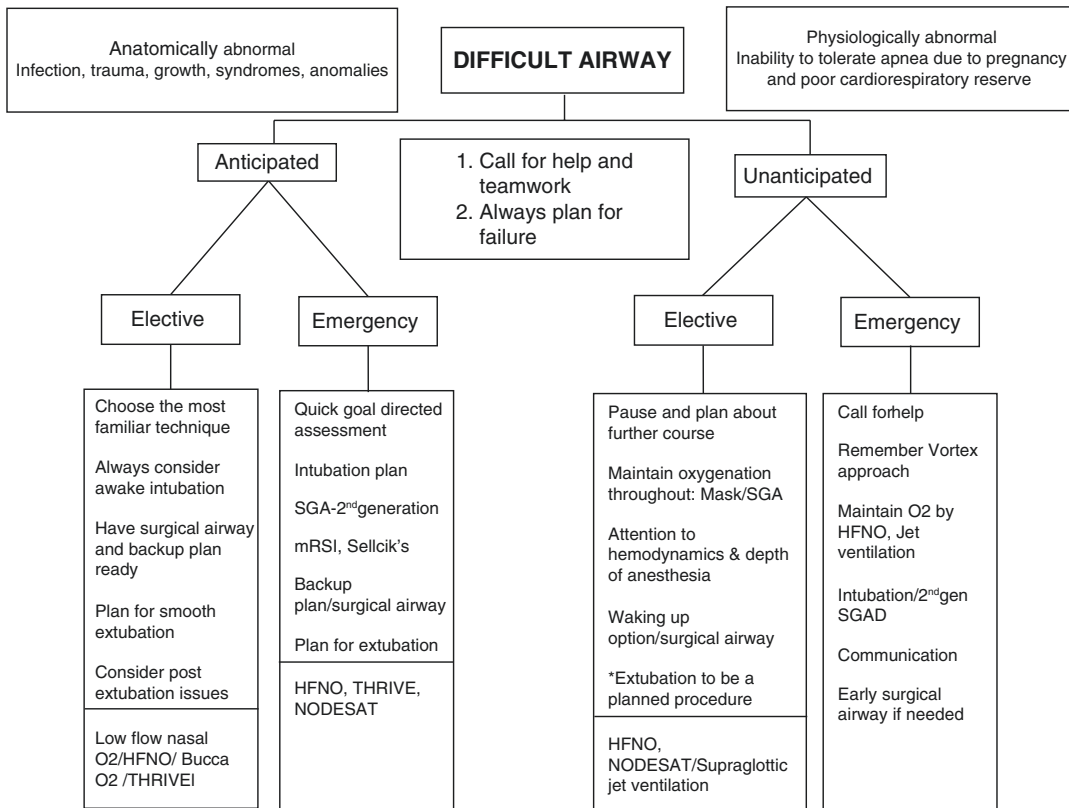 Anatomically abnormal
Infection, trauma, growth, syndromes, anomalies
DIFFICULT AIRWAY
Physiologically abnormal
Inability to tolerate apnea due to pregnancy
and poor cardiorespiratory reserve
Anticipated
1. Call for help and
teamwork
2. Always plan for
failure
Unanticipated
Elective
Emergency
Elective
Emergency
Choose the most
familiar technique
Always consider
awake intubation
Have surgical airway
and backup plan
ready
Plan for smooth
extubation
Consider post
extubation issues
Low flow nasal
O2/HFNO/ Bucca
O2 /THRIVEl
Quick goal directed
assessment
Intubation plan
SGA-2ndgeneration
mRSI, Sellcik's
Backup
plan/surgical airway
Plan for extubation
HFNO, THRIVE,
NODESAT
Pause and plan about
further course
Maintain oxygenation
throughout: Mask/SGA
Attention to
hemodynamics & depth
of anesthesia
Waking up
option/surgical airway
*Extubation to be a
planned procedure
HFNO,
NODESAT/Supraglottic
jet ventilation
Call forhelp
Remember Vortex
approach
Maintain O2 by
HFNO, Jet
ventilation
Intubation/2ndgen
SGAD
Communication
Early surgical
airway if needed